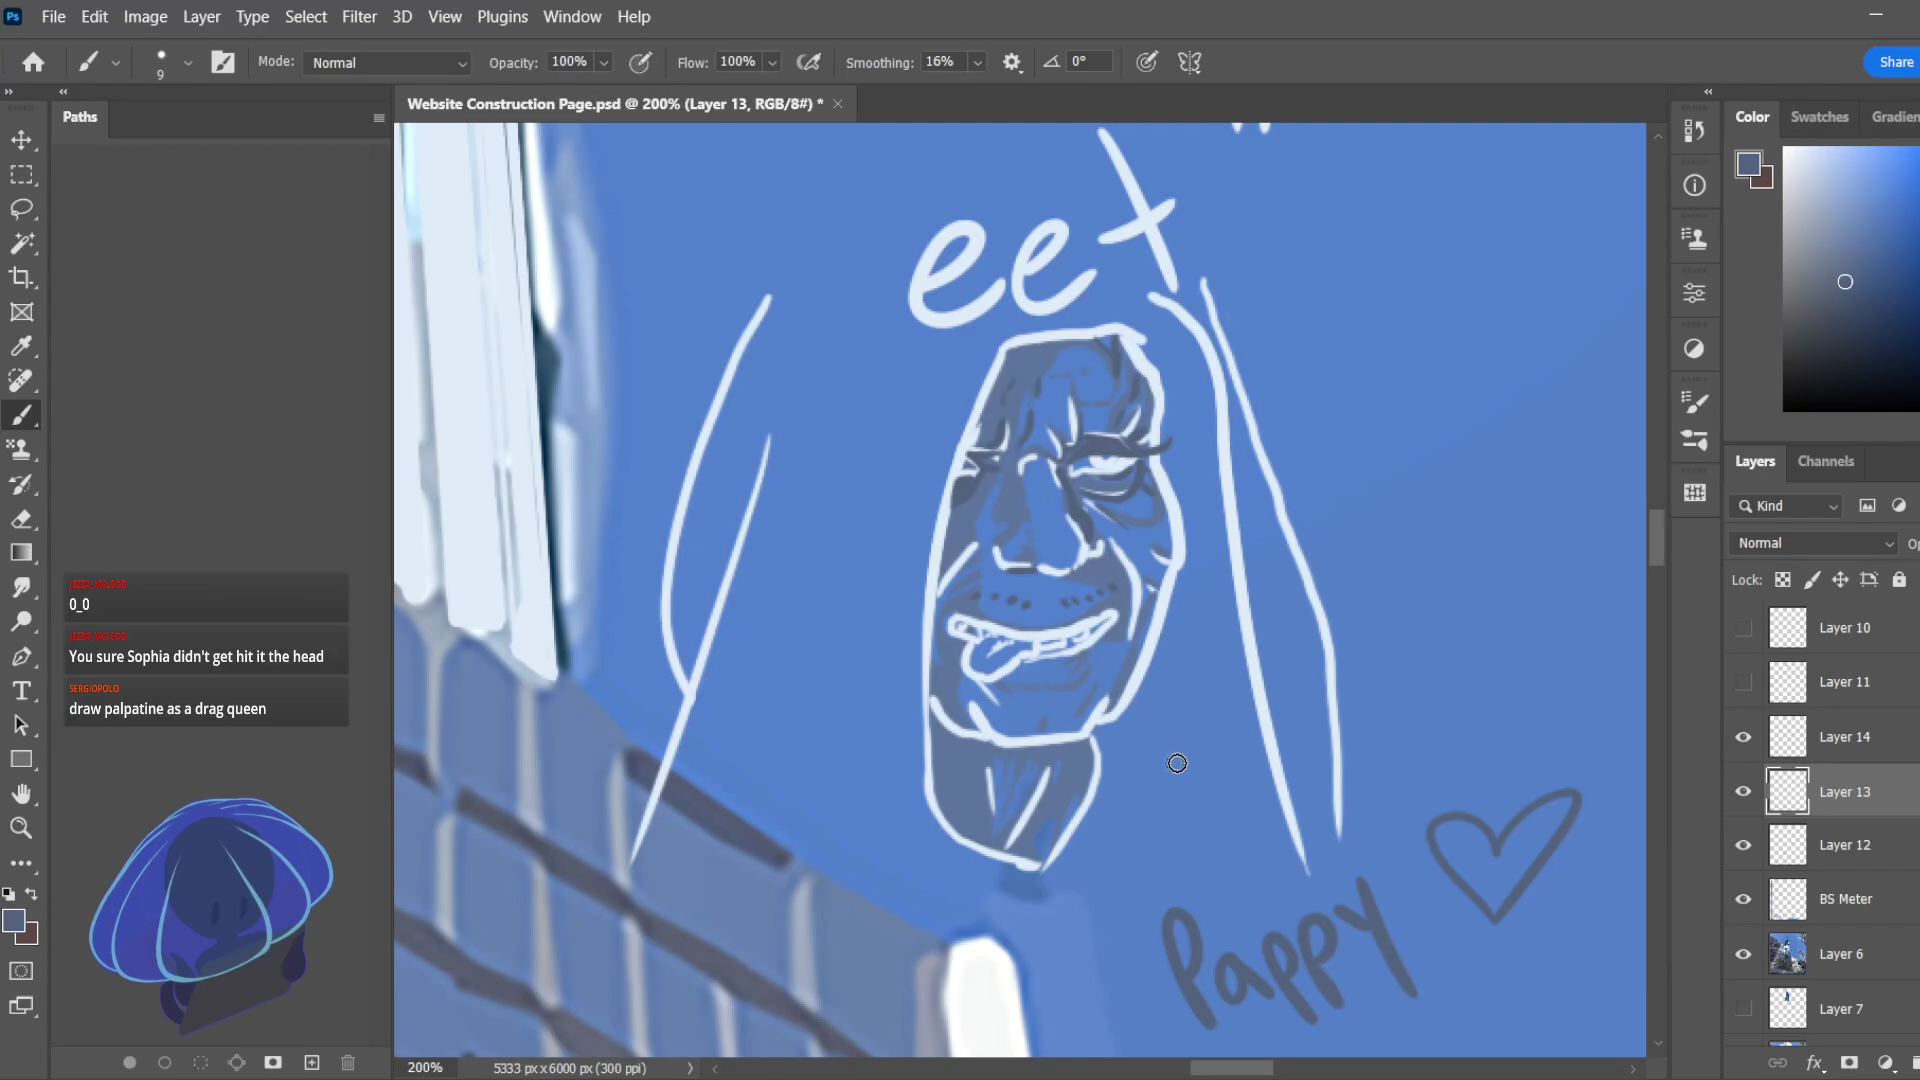 Ps File Edit Image Layer Type Select Filter 3D View Plugins Window Help
9 Mode: Normal Opacity: 100% Flow: 100% Smoothing: 16% 0° Share
Paths
Website Construction Page.psd @ 200% (Layer 13, RGB/8#) *
Color Swatches Gradien
eet
0_0
You sure Sophia didn't get hit it the head
SERGIOPOLO
draw palpatine as a drag queen
Pappy
Layers Channels
Kind
Normal Op
Lock:
Layer 10
Layer 11
Layer 14
Layer 13
Layer 12
BS Meter
Layer 6
Layer 7
200% 5333 px x 6000 px (300 ppi)